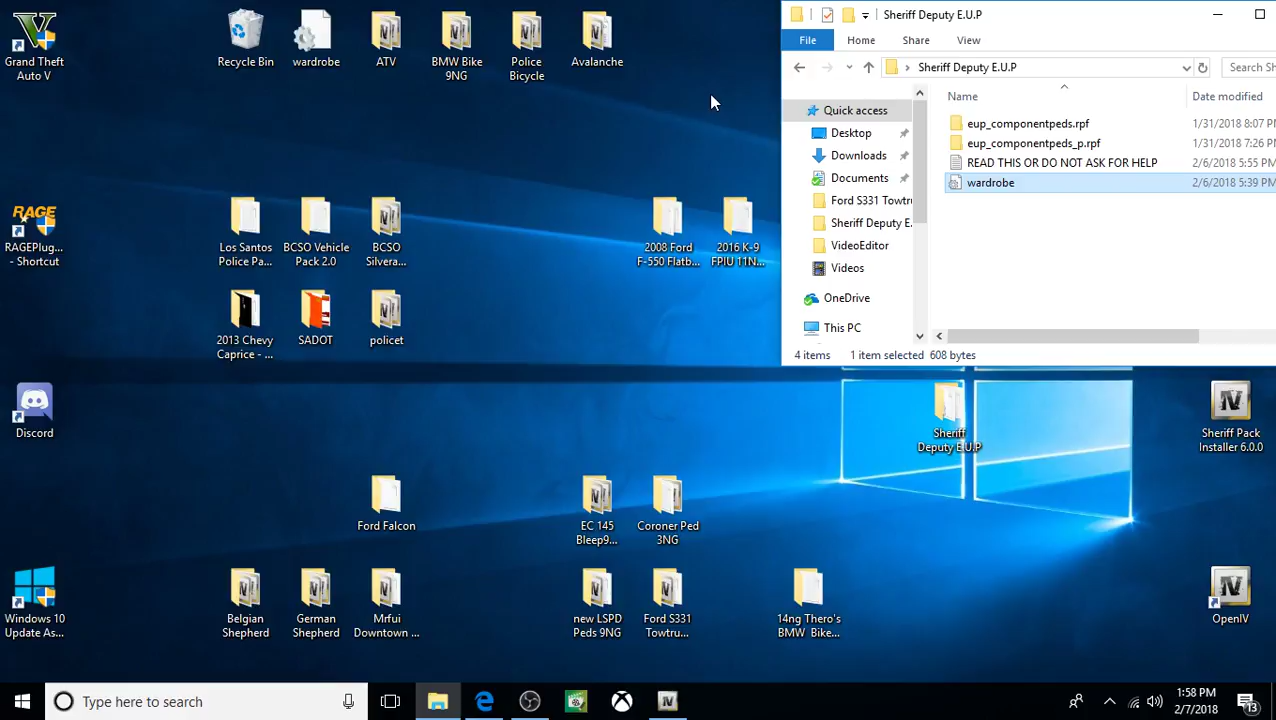 Grand Theft
Auto V
Recycle Bin
wardrobe
ATV
BMW Bike
9NG
Police
Bicycle
Avalanche
RAGE
RAGEPlug...
- Shortcut
Los Santos
Police Pa...
BCSO Vehicle
Pack 2.0
BCSO
Silvera...
2008 Ford
F-550 Flatb...
2016 K-9
FPIU 11N...
2013 Chevy
Caprice - ...
SADOT
policet
Discord
Sheriff
Deputy E.U.P
Sheriff Pack
Installer 6.0.0
Ford Falcon
EC 145
Bleep9...
Coroner Ped
3NG
Windows 10
Update As...
Belgian
Shepherd
German
Shepherd
Mrfui
Downtown ...
new LSPD
Peds 9NG
Ford S331
Towtru...
14ng Thero's
BMW Bike...
OpenIV
Sheriff Deputy E.U.P
File Home Share View
Sheriff Deputy E.U.P
Search Sh
Quick access
Desktop
Downloads
Documents
Ford S331 Towtru
Sheriff Deputy E.
VideoEditor
Videos
OneDrive
This PC
Name Date modified
eup_componentpeds.rpf 1/31/2018 8:07 P
eup_componentpeds_p.rpf 1/31/2018 7:26 P
READ THIS OR DO NOT ASK FOR HELP 2/6/2018 5:55 PM
wardrobe 2/6/2018 5:39 PM
4 items 1 item selected 608 bytes
Type here to search
1:58 PM
2/7/2018
13